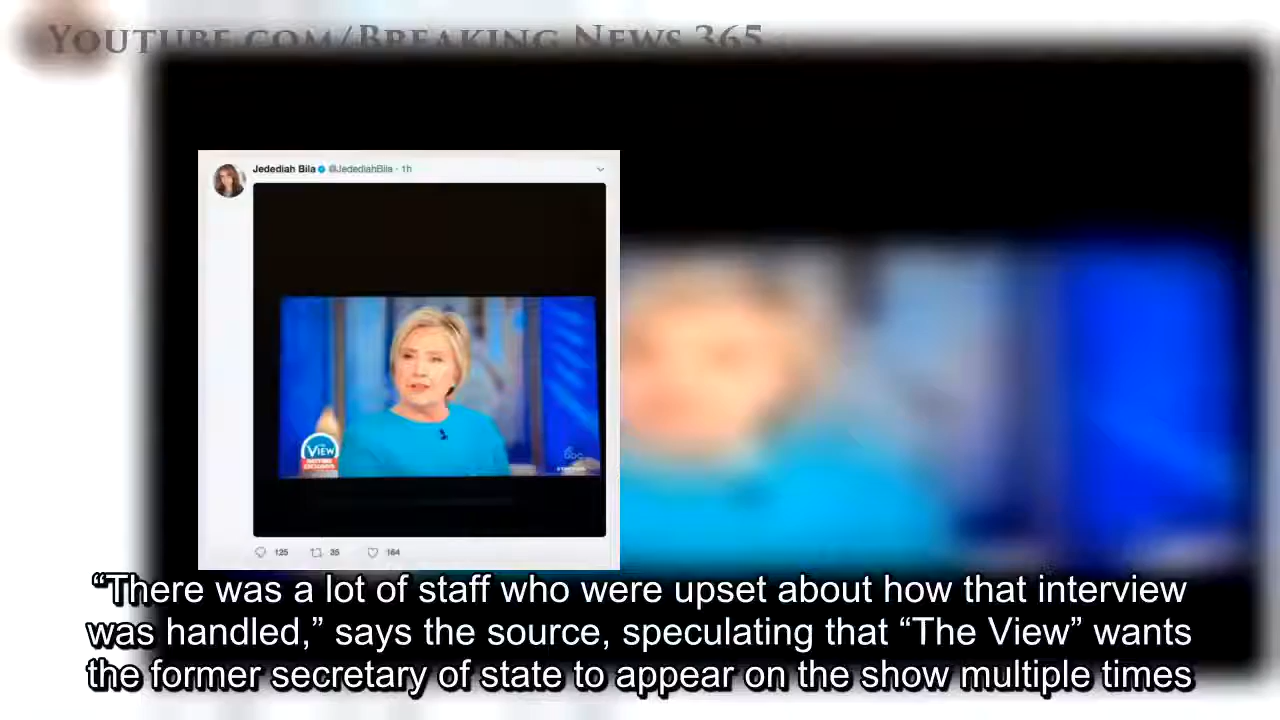 YOUTUBE.COM/BREAKING NEWS 365
Jedediah Bila @JedediahBila · 1h
VIEW
abc
125 35 164
“There was a lot of staff who were upset about how that interview
was handled,” says the source, speculating that “The View” wants
the former secretary of state to appear on the show multiple times